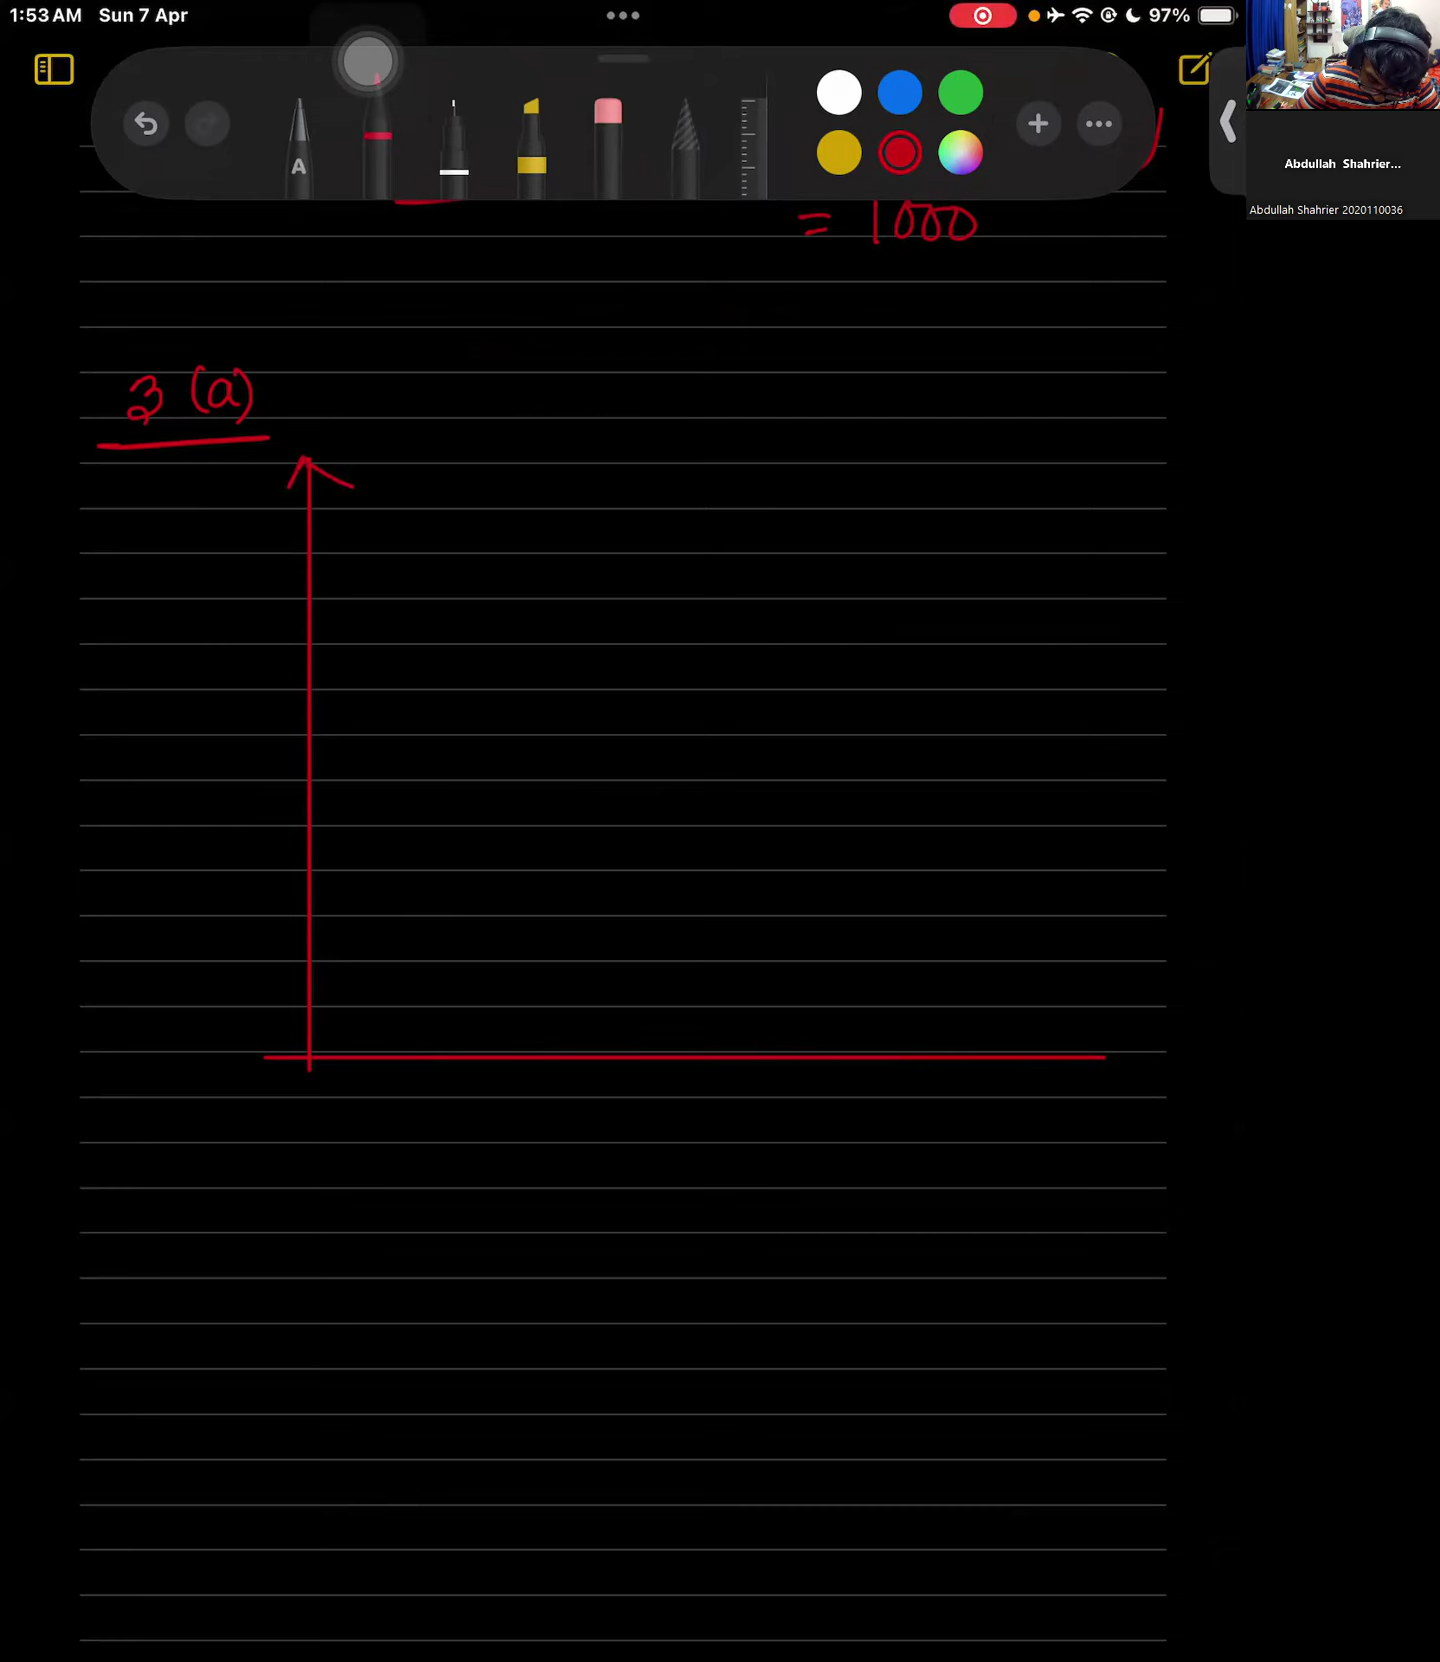 1:53 AM Sun 7 Apr
97%
A
Abdullah Shahrier...
Abdullah Shahrier 2020110036
= 1000
3 (a)